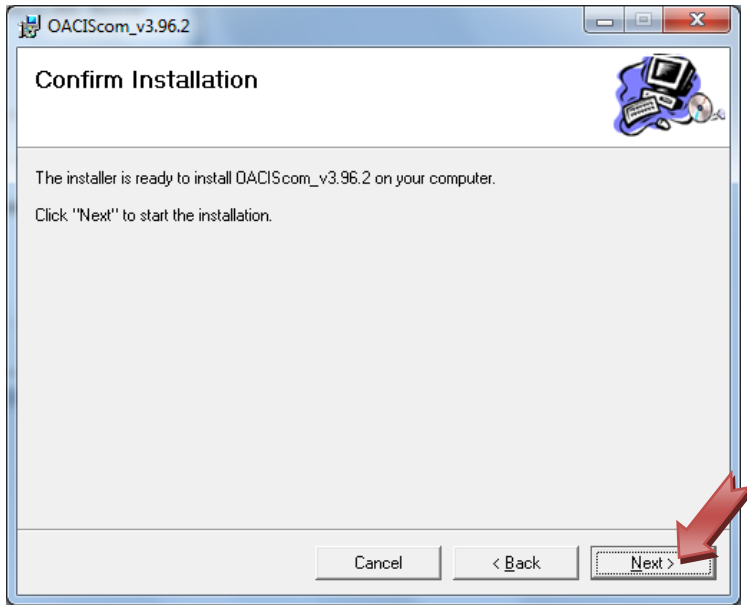 OACIScom_v3.96.2
Confirm Installation
The installer is ready to install OACIScom_v3.96.2 on your computer.
Click "Next" to start the installation.
Cancel
< Back
Next >